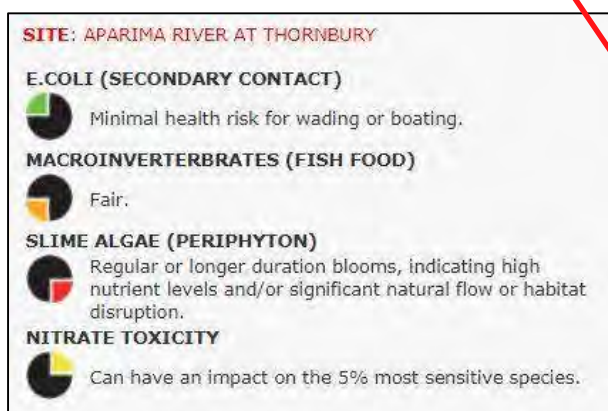 SITE: APARIMA RIVER AT THORNBURY
E.COLI (SECONDARY CONTACT)
Minimal health risk for wading or boating.
MACROINVERTERBRATES (FISH FOOD)
Fair.
SLIME ALGAE (PERIPHYTON)
Regular or longer duration blooms, indicating high
nutrient levels and/or significant natural flow or habitat
disruption.
NITRATE TOXICITY
Can have an impact on the 5% most sensitive species.